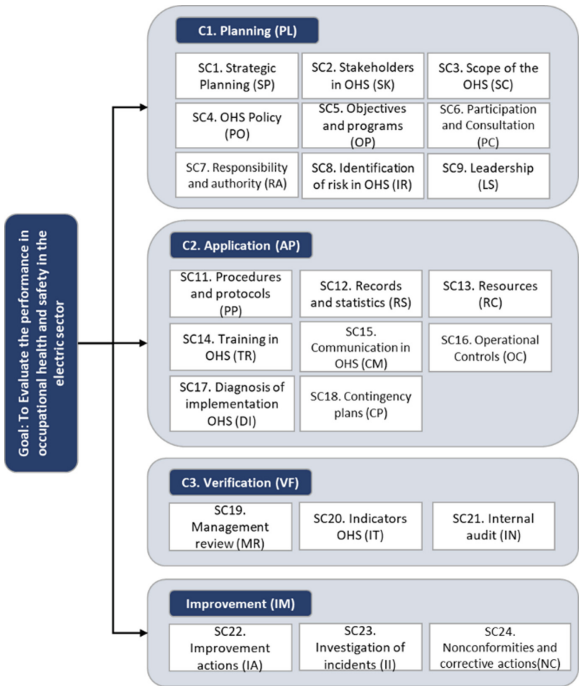 Goal: To Evaluate the performance in
occupational health and safety in the
electric sector
C1. Planning (PL)
SC1. Strategic
Planning (SP)
SC2. Stakeholders
in OHS (SK)
SC3. Scope of the
OHS (SC)
SC4. OHS Policy
(PO)
SC5. Objectives
and programs
(OP)
SC6. Participation
and Consultation
(PC)
SC7. Responsibility
and authority (RA)
SC8. Identification
of risk in OHS (IR)
SC9. Leadership
(LS)
C2. Application (AP)
SC11. Procedures
and protocols
(PP)
SC12. Records
and statistics (RS)
SC13. Resources
(RC)
SC14. Training in
OHS (TR)
SC15.
Communication in
OHS (CM)
SC16. Operational
Controls (OC)
SC17. Diagnosis of
implementation
OHS (DI)
SC18. Contingency
plans (CP)
C3. Verification (VF)
SC19.
Management
review (MR)
SC20. Indicators
OHS (IT)
SC21. Internal
audit (IN)
Improvement (IM)
SC22.
Improvement
actions (IA)
SC23.
Investigation of
incidents (II)
SC24.
Nonconformities and
corrective actions(NC)